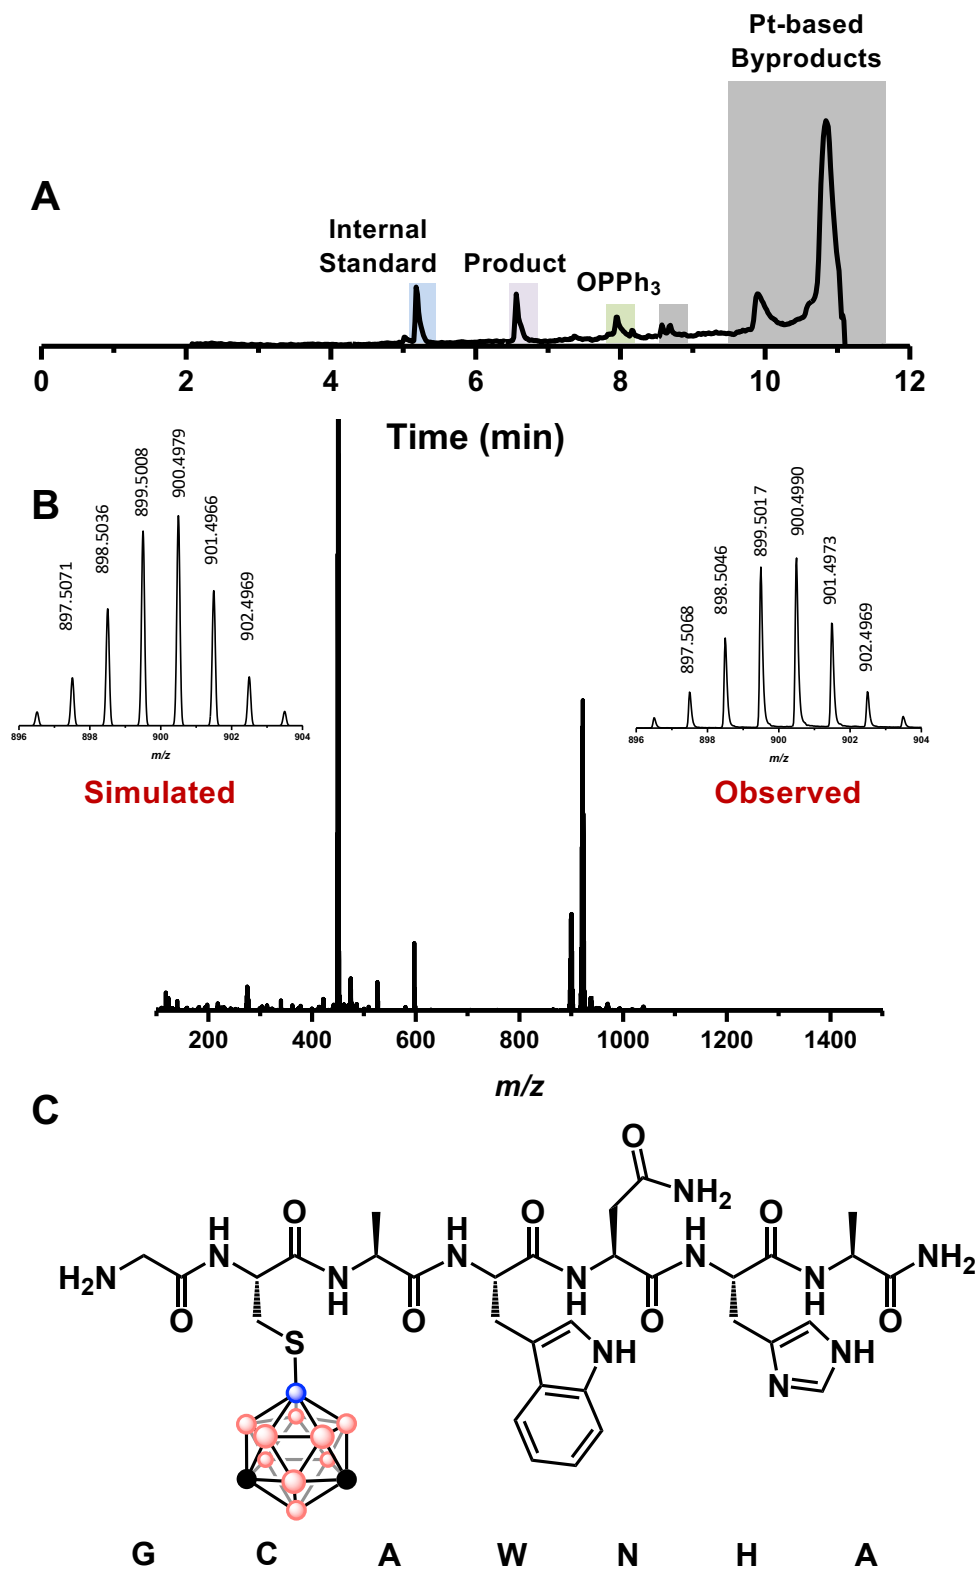 Pt-based
Byproducts
A
Internal
Standard
Product
OPPh3
0 2 4 6 8 10 12
Time (min)
B
897.5071
898.5036
899.5008
900.4979
901.4966
902.4969
896 898 900 902 904
m/z
Simulated
897.5068
898.5046
899.501 7
900.4990
901.4973
902.4969
896 898 900 902 904
m/z
Observed
200 400 600 800 1000 1200 1400
m/z
C
O
NH2
H
N
O
H
N
O
H
N
O
H2N
O
N
H
O
N
H
O
N
H
O
NH2
S
NH
N
NH
G C A W N H A